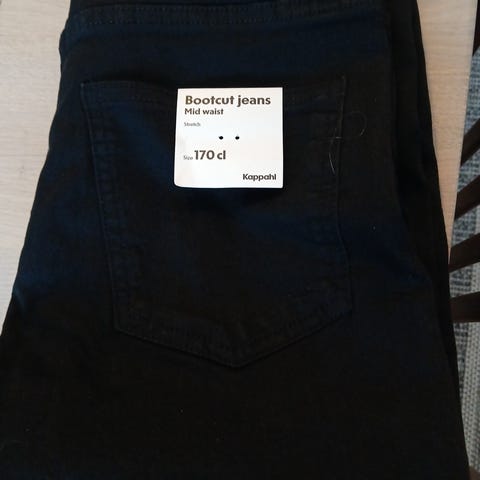 Bootcut jeans
Mid waist
Stretch
Size 170 cl
Kappahl